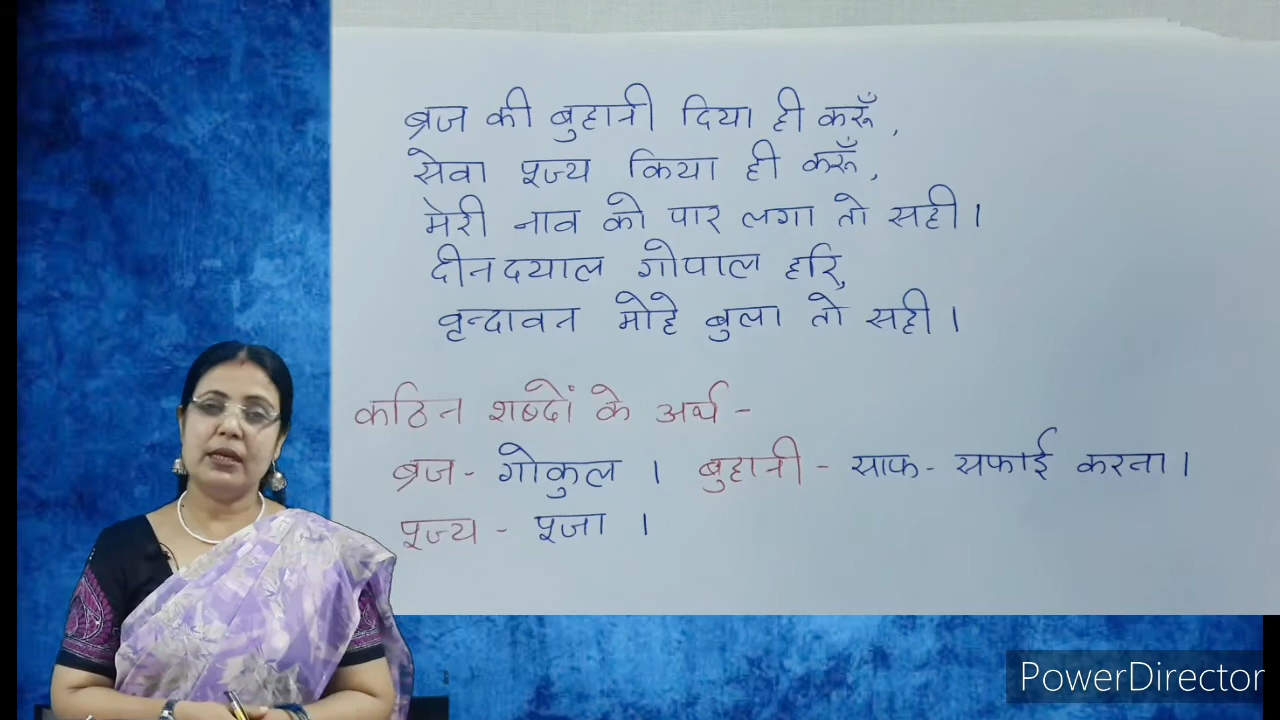 ब्रज की बुहारी दिया ही करूँ,
सेवा पूज्य किया ही करूँ,
मेरी नाव को पार लगा तो सही।
दीनदयाल गोपाल हरि,
वृन्दावन मोहे बुला तो सही।
कठिन शब्दों के अर्थ -
ब्रज - गोकुल । बुहारी - साफ - सफाई करना।
पूज्य - पूजा ।
PowerDirector